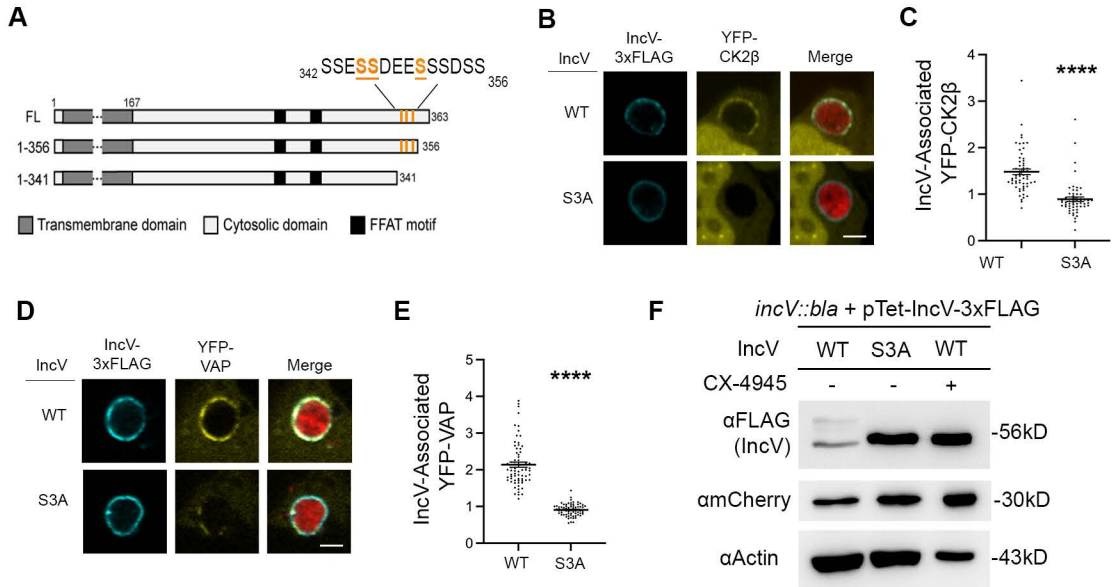 A
342 SSESSDEESSSDSS 356
1 167
FL 363
1-356 356
1-341 341
Transmembrane domain Cytosolic domain FFAT motif
B
IncV IncV-3xFLAG YFP-CK2β Merge
WT
S3A
C
IncV-Associated
YFP-CK2β
4
3
2
1
0
****
WT S3A
D
IncV IncV-3xFLAG YFP-VAP Merge
WT
S3A
E
IncV-Associated
YFP-VAP
5
4
3
2
1
0
****
WT S3A
F
incV::bla + pTet-IncV-3xFLAG
IncV WT S3A WT
CX-4945 - - +
αFLAG
(IncV)
-56kD
αmCherry -30kD
αActin -43kD